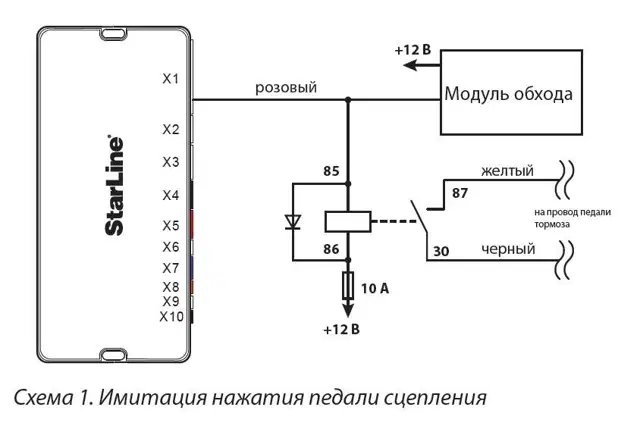 +12 В
Модуль обхода
розовый
X1
X2
X3
X4
X5
X6
X7
X8
X9
X10
StarLine®
85
86
10 А
+12 В
желтый
87
на провод педали
тормоза
30
черный
Схема 1. Имитация нажатия педали сцепления